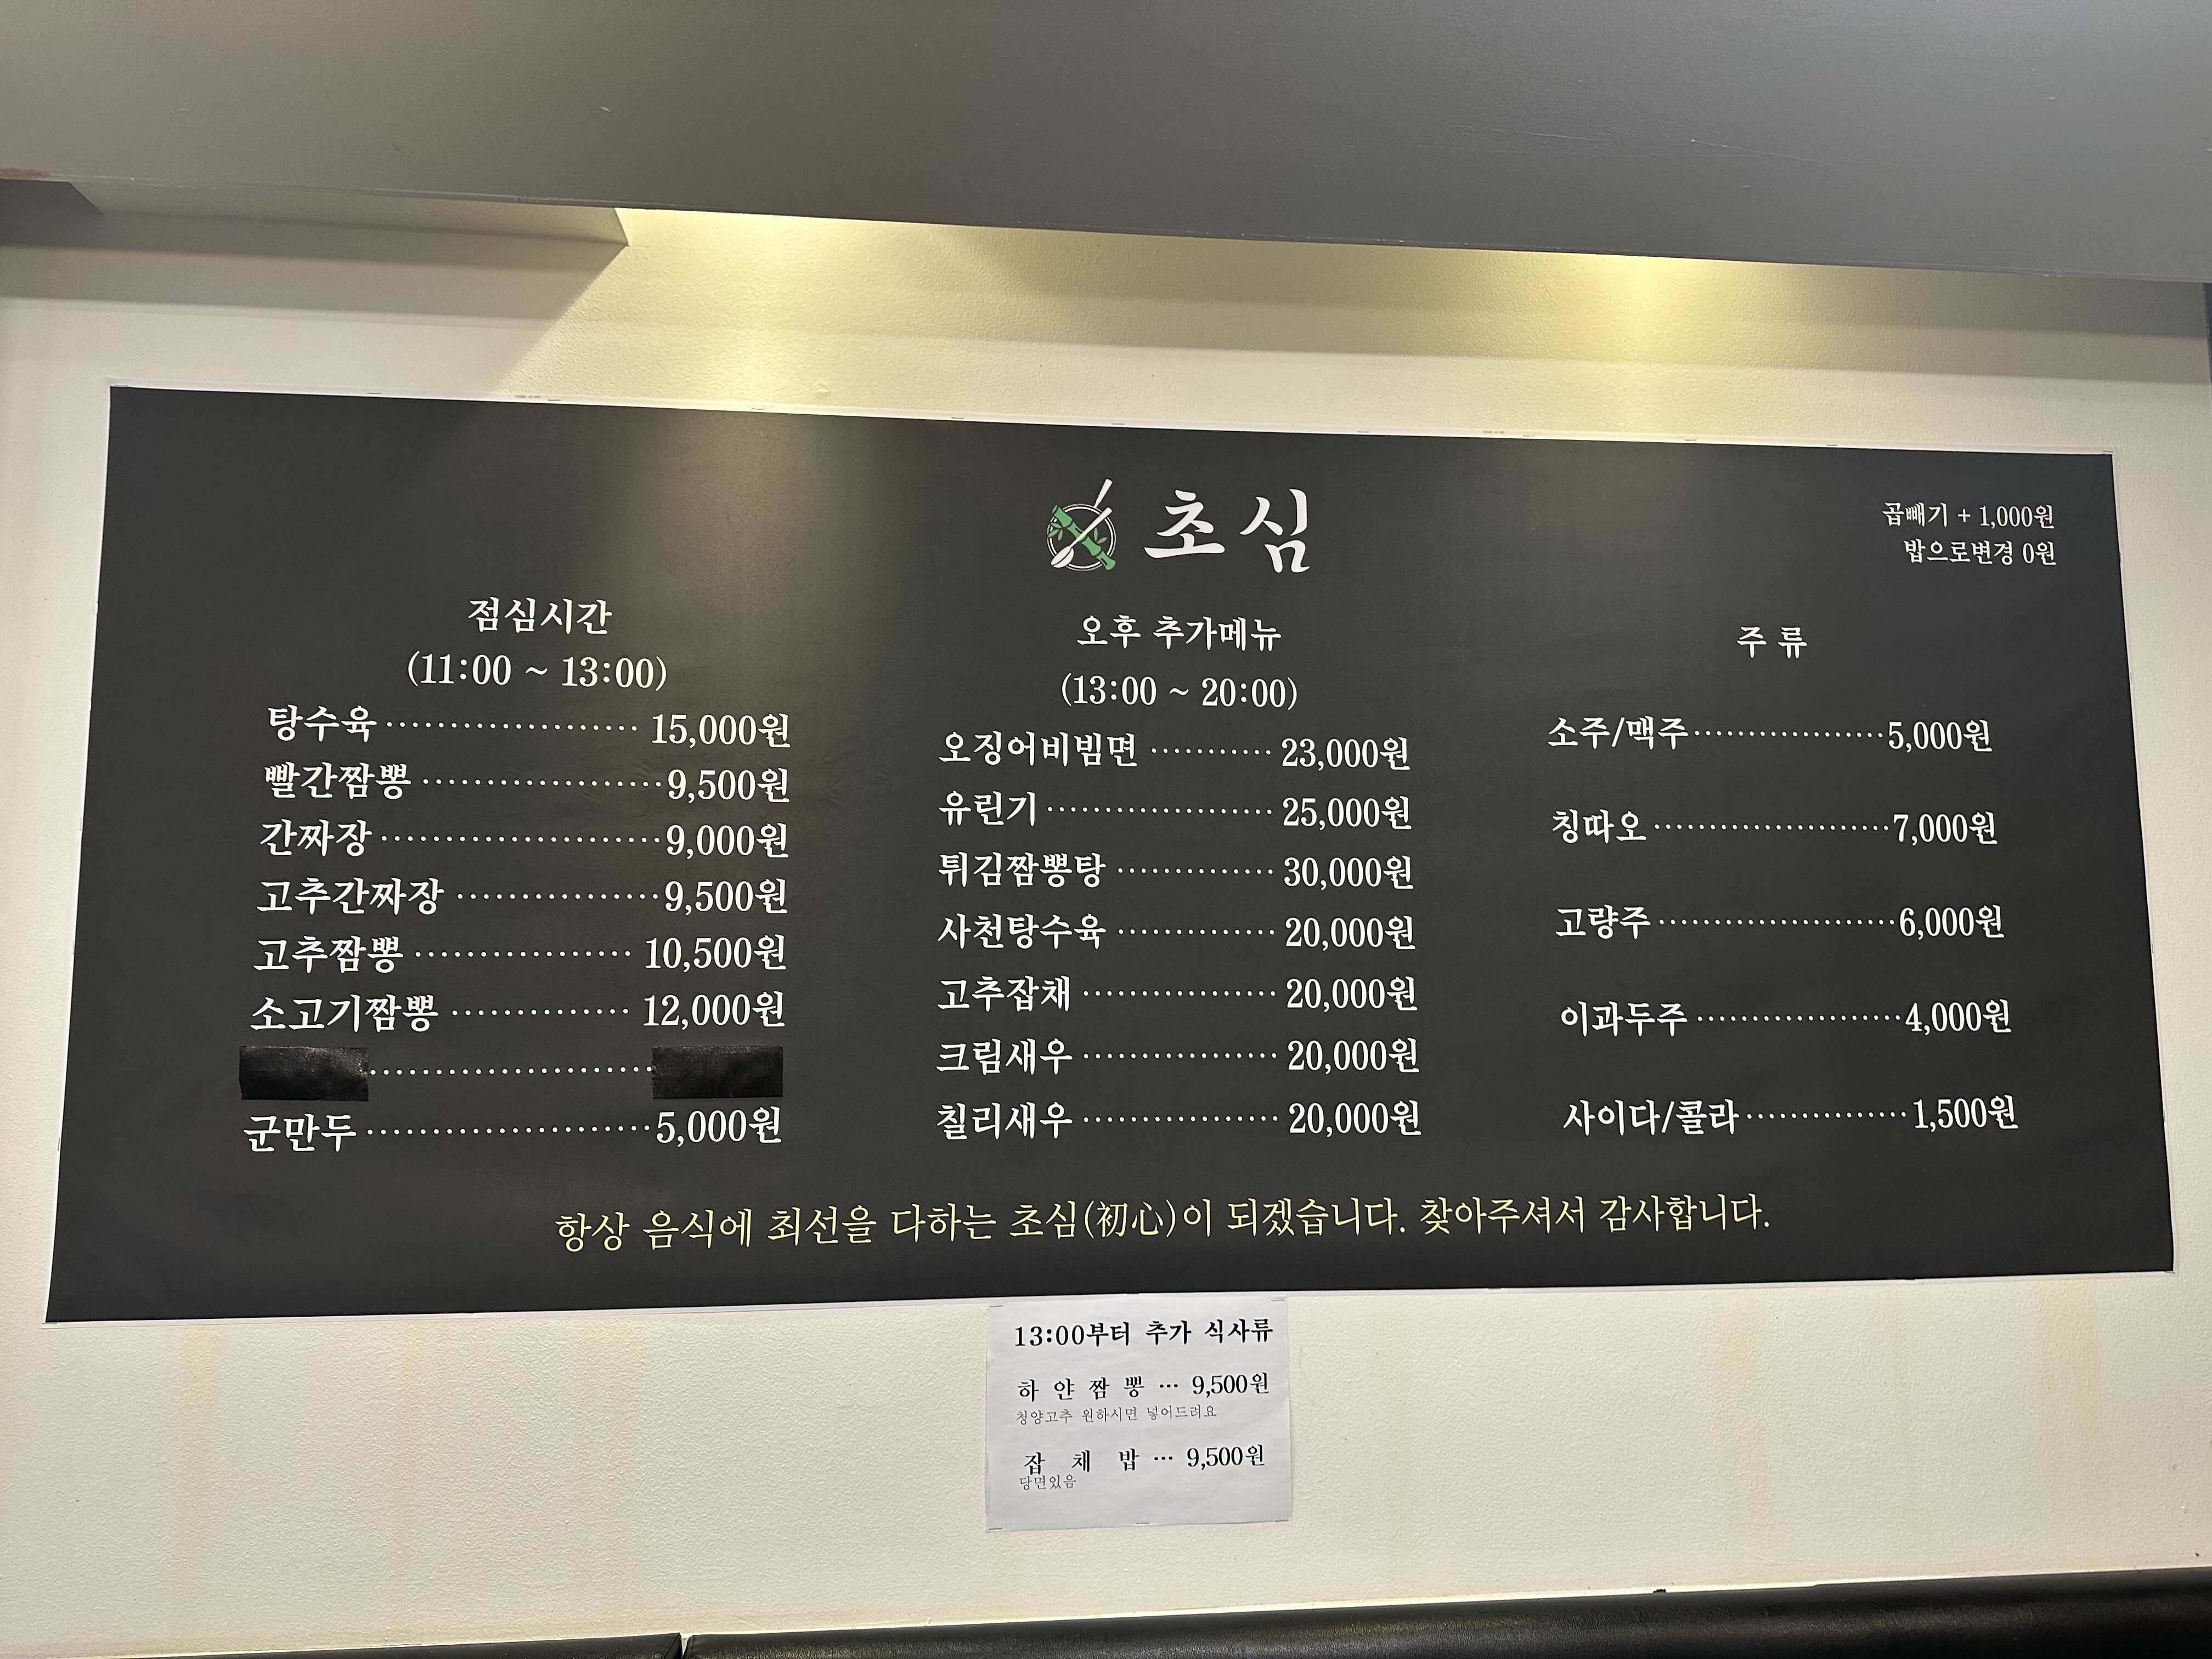 초심
곱빼기 + 1,000원
밥으로변경 0원
점심시간
(11:00 ~ 13:00)
탕수육 ···················· 15,000원
빨간짬뽕 ···················· 9,500원
간짜장 ···················· 9,000원
고추간짜장 ················ 9,500원
고추짬뽕 ················· 10,500원
소고기짬뽕 ·············· 12,000원
군만두 ······················ 5,000원
오후 추가메뉴
(13:00 ~ 20:00)
오징어비빔면 ··········· 23,000원
유린기 ···················· 25,000원
튀김짬뽕탕 ·············· 30,000원
사천탕수육 ·············· 20,000원
고추잡채 ················· 20,000원
크림새우 ················· 20,000원
칠리새우 ················· 20,000원
주 류
소주/맥주 ·················· 5,000원
칭따오 ······················ 7,000원
고량주 ······················ 6,000원
이과두주 ··················· 4,000원
사이다/콜라 ··············· 1,500원
항상 음식에 최선을 다하는 초심(初心)이 되겠습니다. 찾아주셔서 감사합니다.
13:00부터 추가 식사류
하 얀 짬 뽕 ··· 9,500원
청양고추 원하시면 넣어드려요
잡 채 밥 ··· 9,500원
당면있음